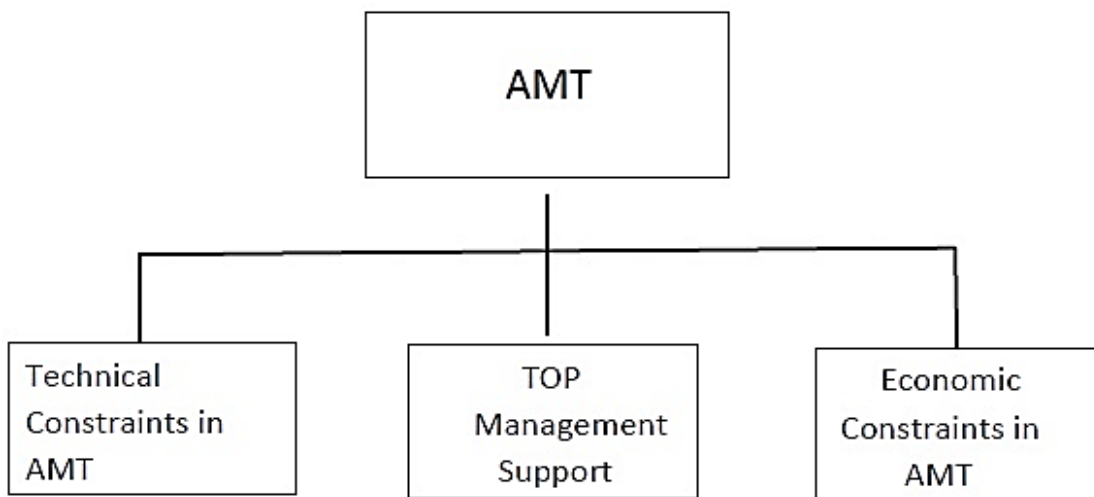 AMT
Technical
Constraints in
AMT
TOP
Management
Support
Economic
Constraints in
AMT